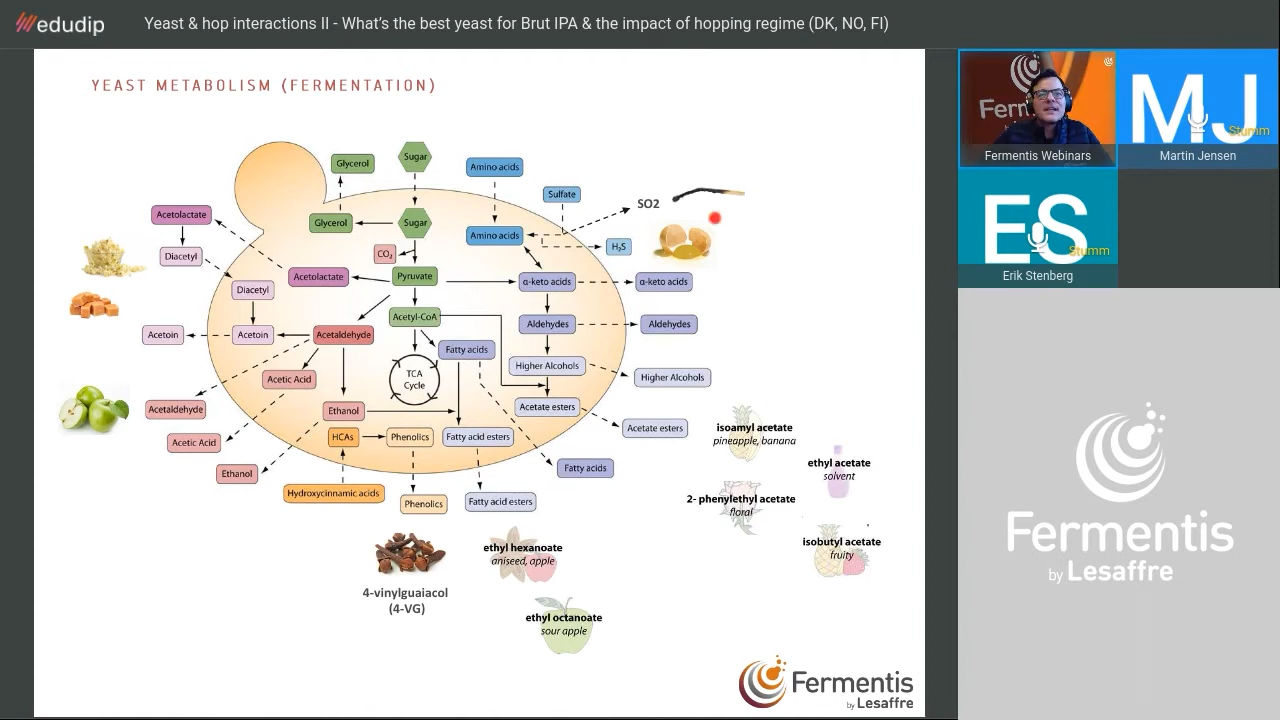 edudip
Yeast & hop interactions II - What's the best yeast for Brut IPA & the impact of hopping regime (DK, NO, FI)
YEAST METABOLISM (FERMENTATION)
Glycerol
Sugar
Amino acids
Sulfate
SO2
Acetolactate
Glycerol
Sugar
Amino acids
H₂S
Diacetyl
CO₂
Acetolactate
Pyruvate
α-keto acids
α-keto acids
Diacetyl
Acetyl-CoA
Aldehydes
Aldehydes
Acetoin
Acetoin
Acetaldehyde
Fatty acids
Higher Alcohols
Higher Alcohols
TCA
Cycle
Acetic Acid
Acetaldehyde
Ethanol
Acetate esters
Acetate esters
Acetic Acid
HCAs
Phenolics
Fatty acid esters
Ethanol
Fatty acids
Hydroxycinnamic acids
Phenolics
Fatty acid esters
isoamyl acetate
pineapple, banana
ethyl acetate
solvent
2- phenylethyl acetate
floral
isobutyl acetate
fruity
ethyl hexanoate
aniseed, apple
4-vinylguaiacol
(4-VG)
ethyl octanoate
sour apple
Fermentis
by Lesaffre
Ferm
Fermentis Webinars
MJ
Stumm
Martin Jensen
ES
Stumm
Erik Stenberg
Fermentis
by Lesaffre